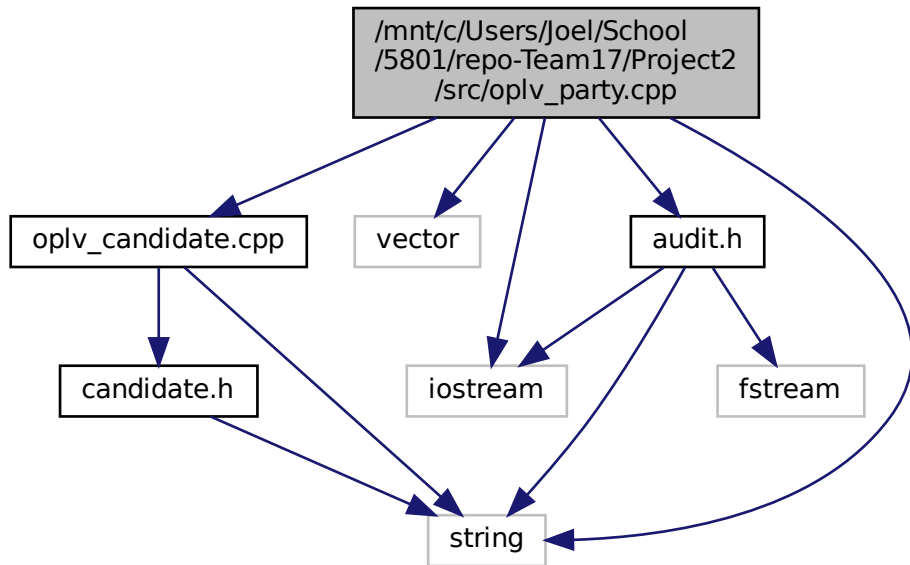 /mnt/c/Users/Joel/School
/5801/repo-Team17/Project2
/src/oplv_party.cpp
oplv_candidate.cpp
vector
audit.h
candidate.h
iostream
fstream
string